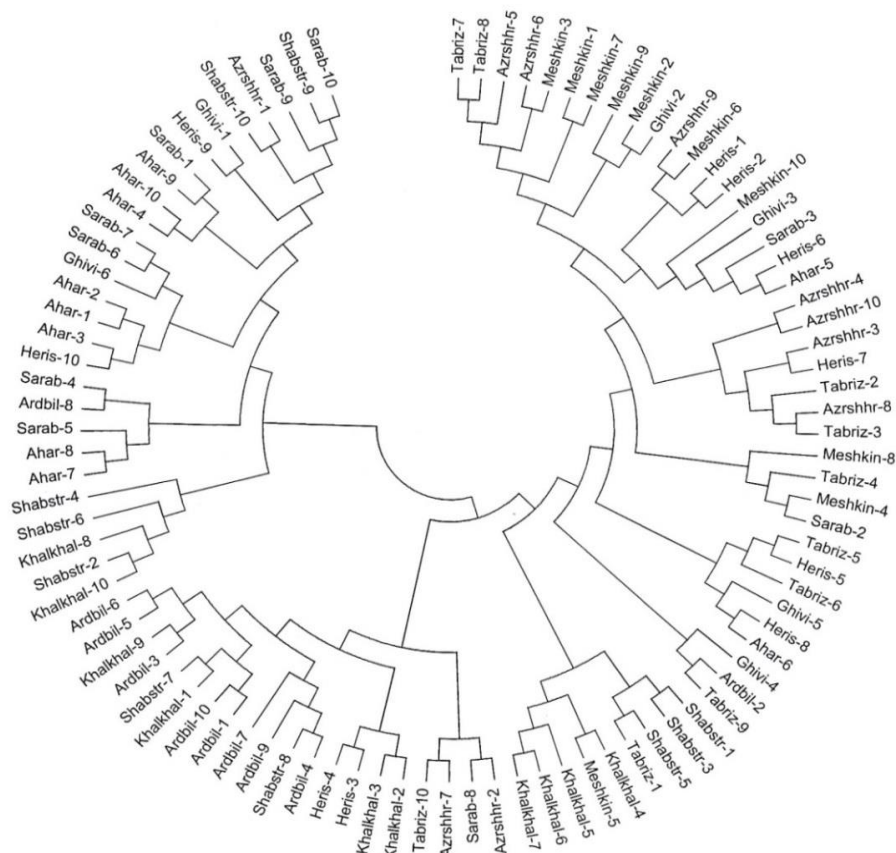 Tabriz-7
Tabriz-8
Azrshhr-5
Azrshhr-6
Meshkin-3
Meshkin-1
Meshkin-7
Meshkin-9
Meshkin-2
Ghivi-2
Azrshhr-9
Meshkin-6
Heris-1
Heris-2
Meshkin-10
Ghivi-3
Sarab-3
Heris-6
Ahar-5
Azrshhr-4
Azrshhr-10
Azrshhr-3
Heris-7
Tabriz-2
Azrshhr-8
Tabriz-3
Meshkin-8
Tabriz-4
Meshkin-4
Sarab-2
Tabriz-5
Heris-5
Tabriz-6
Ghivi-5
Heris-8
Ahar-6
Ghivi-4
Ardbil-2
Tabriz-9
Shabstr-1
Shabstr-3
Shabstr-5
Tabriz-1
Khalkhal-4
Meshkin-5
Khalkhal-5
Khalkhal-6
Khalkhal-7
Azrshhr-2
Sarab-8
Azrshhr-7
Tabriz-10
Khalkhal-2
Khalkhal-3
Heris-3
Heris-4
Ardbil-4
Shabstr-8
Ardbil-9
Ardbil-7
Ardbil-1
Ardbil-10
Khalkhal-1
Shabstr-7
Ardbil-3
Khalkhal-9
Ardbil-5
Ardbil-6
Khalkhal-10
Shabstr-2
Khalkhal-8
Shabstr-6
Shabstr-4
Ahar-7
Ahar-8
Sarab-5
Ardbil-8
Sarab-4
Heris-10
Ahar-3
Ahar-1
Ahar-2
Ghivi-6
Sarab-6
Sarab-7
Ahar-4
Ahar-10
Ahar-9
Sarab-1
Heris-9
Ghivi-1
Shabstr-10
Azrshhr-1
Sarab-9
Shabstr-9
Sarab-10